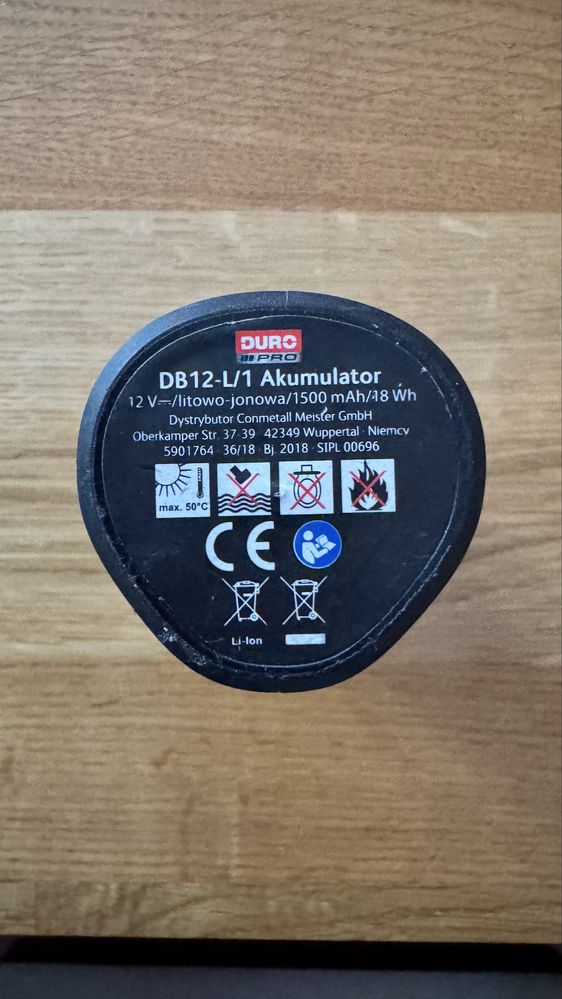 DURO
PRO
DB12-L/1 Akumulator
12 V⎓/litowo-jonowa/1500 mAh/18 Wh
Dystrybutor Conmetall Meister GmbH
Oberkamper Str. 37-39 · 42349 Wuppertal · Niemcy
5901764 · 36/18 · Bj. 2018 · SIPL 00696
max. 50°C
CE
Li-Ion